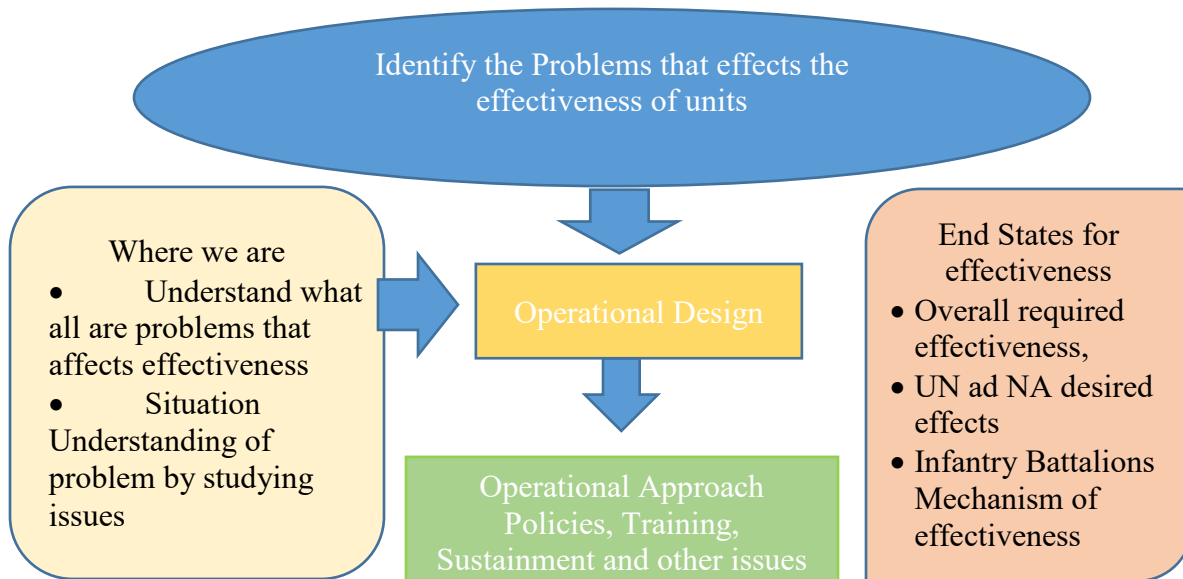 Identify the Problems that effects the
effectiveness of units
Where we are
• Understand what
all are problems that
affects effectiveness
• Situation
Understanding of
problem by studying
issues
Operational Design
Operational Approach
Policies, Training,
Sustainment and other issues
End States for
effectiveness
• Overall required
effectiveness,
• UN ad NA desired
effects
• Infantry Battalions
Mechanism of
effectiveness